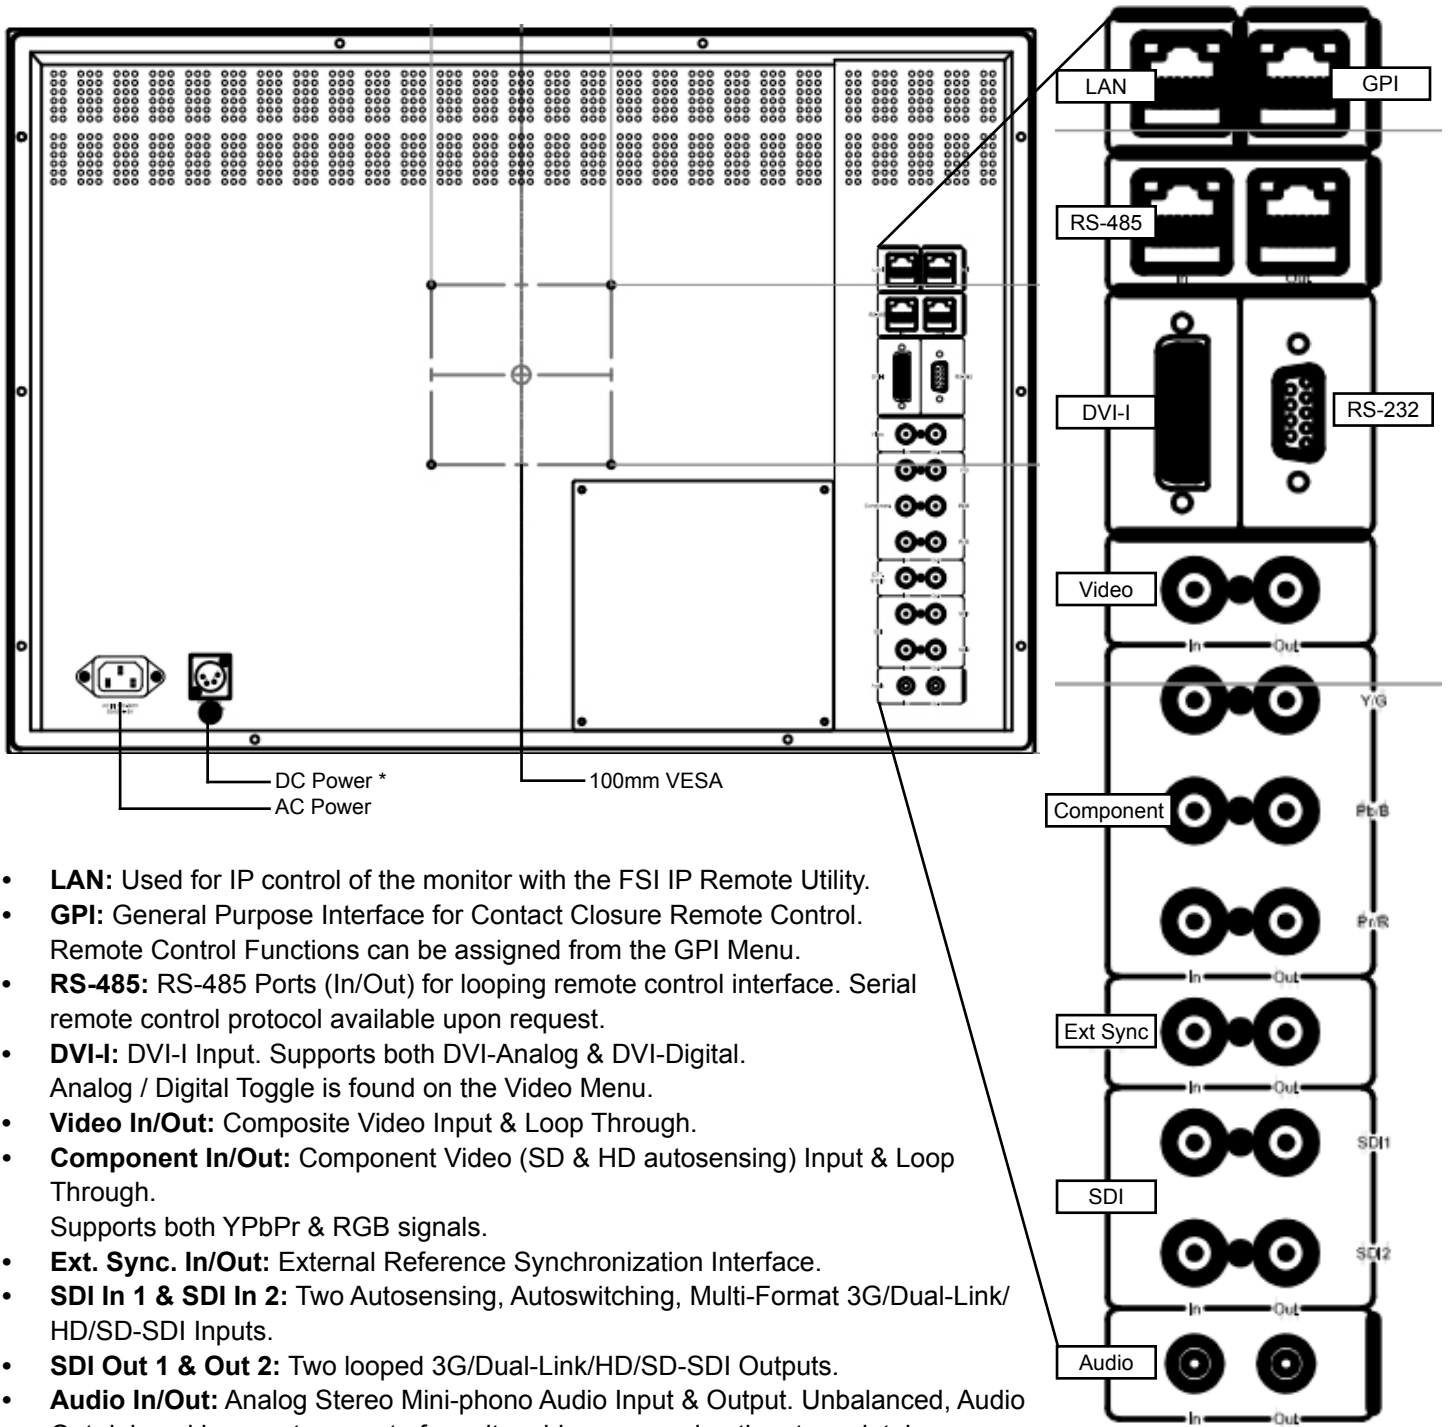 LAN
GPI
RS-485
In
Out
DVI-I
RS-232
Video
In
Out
Y/G
Component
Pb/B
Pr/R
In
Out
Ext Sync
In
Out
SDI1
SDI
SDI2
In
Out
Audio
In
Out
DC Power *
AC Power
100mm VESA
• LAN: Used for IP control of the monitor with the FSI IP Remote Utility.
• GPI: General Purpose Interface for Contact Closure Remote Control.
Remote Control Functions can be assigned from the GPI Menu.
• RS-485: RS-485 Ports (In/Out) for looping remote control interface. Serial
remote control protocol available upon request.
• DVI-I: DVI-I Input. Supports both DVI-Analog & DVI-Digital.
Analog / Digital Toggle is found on the Video Menu.
• Video In/Out: Composite Video Input & Loop Through.
• Component In/Out: Component Video (SD & HD autosensing) Input & Loop
Through.
Supports both YPbPr & RGB signals.
• Ext. Sync. In/Out: External Reference Synchronization Interface.
• SDI In 1 & SDI In 2: Two Autosensing, Autoswitching, Multi-Format 3G/Dual-Link/
HD/SD-SDI Inputs.
• SDI Out 1 & Out 2: Two looped 3G/Dual-Link/HD/SD-SDI Outputs.
• Audio In/Out: Analog Stereo Mini-phono Audio Input & Output. Unbalanced, Audio